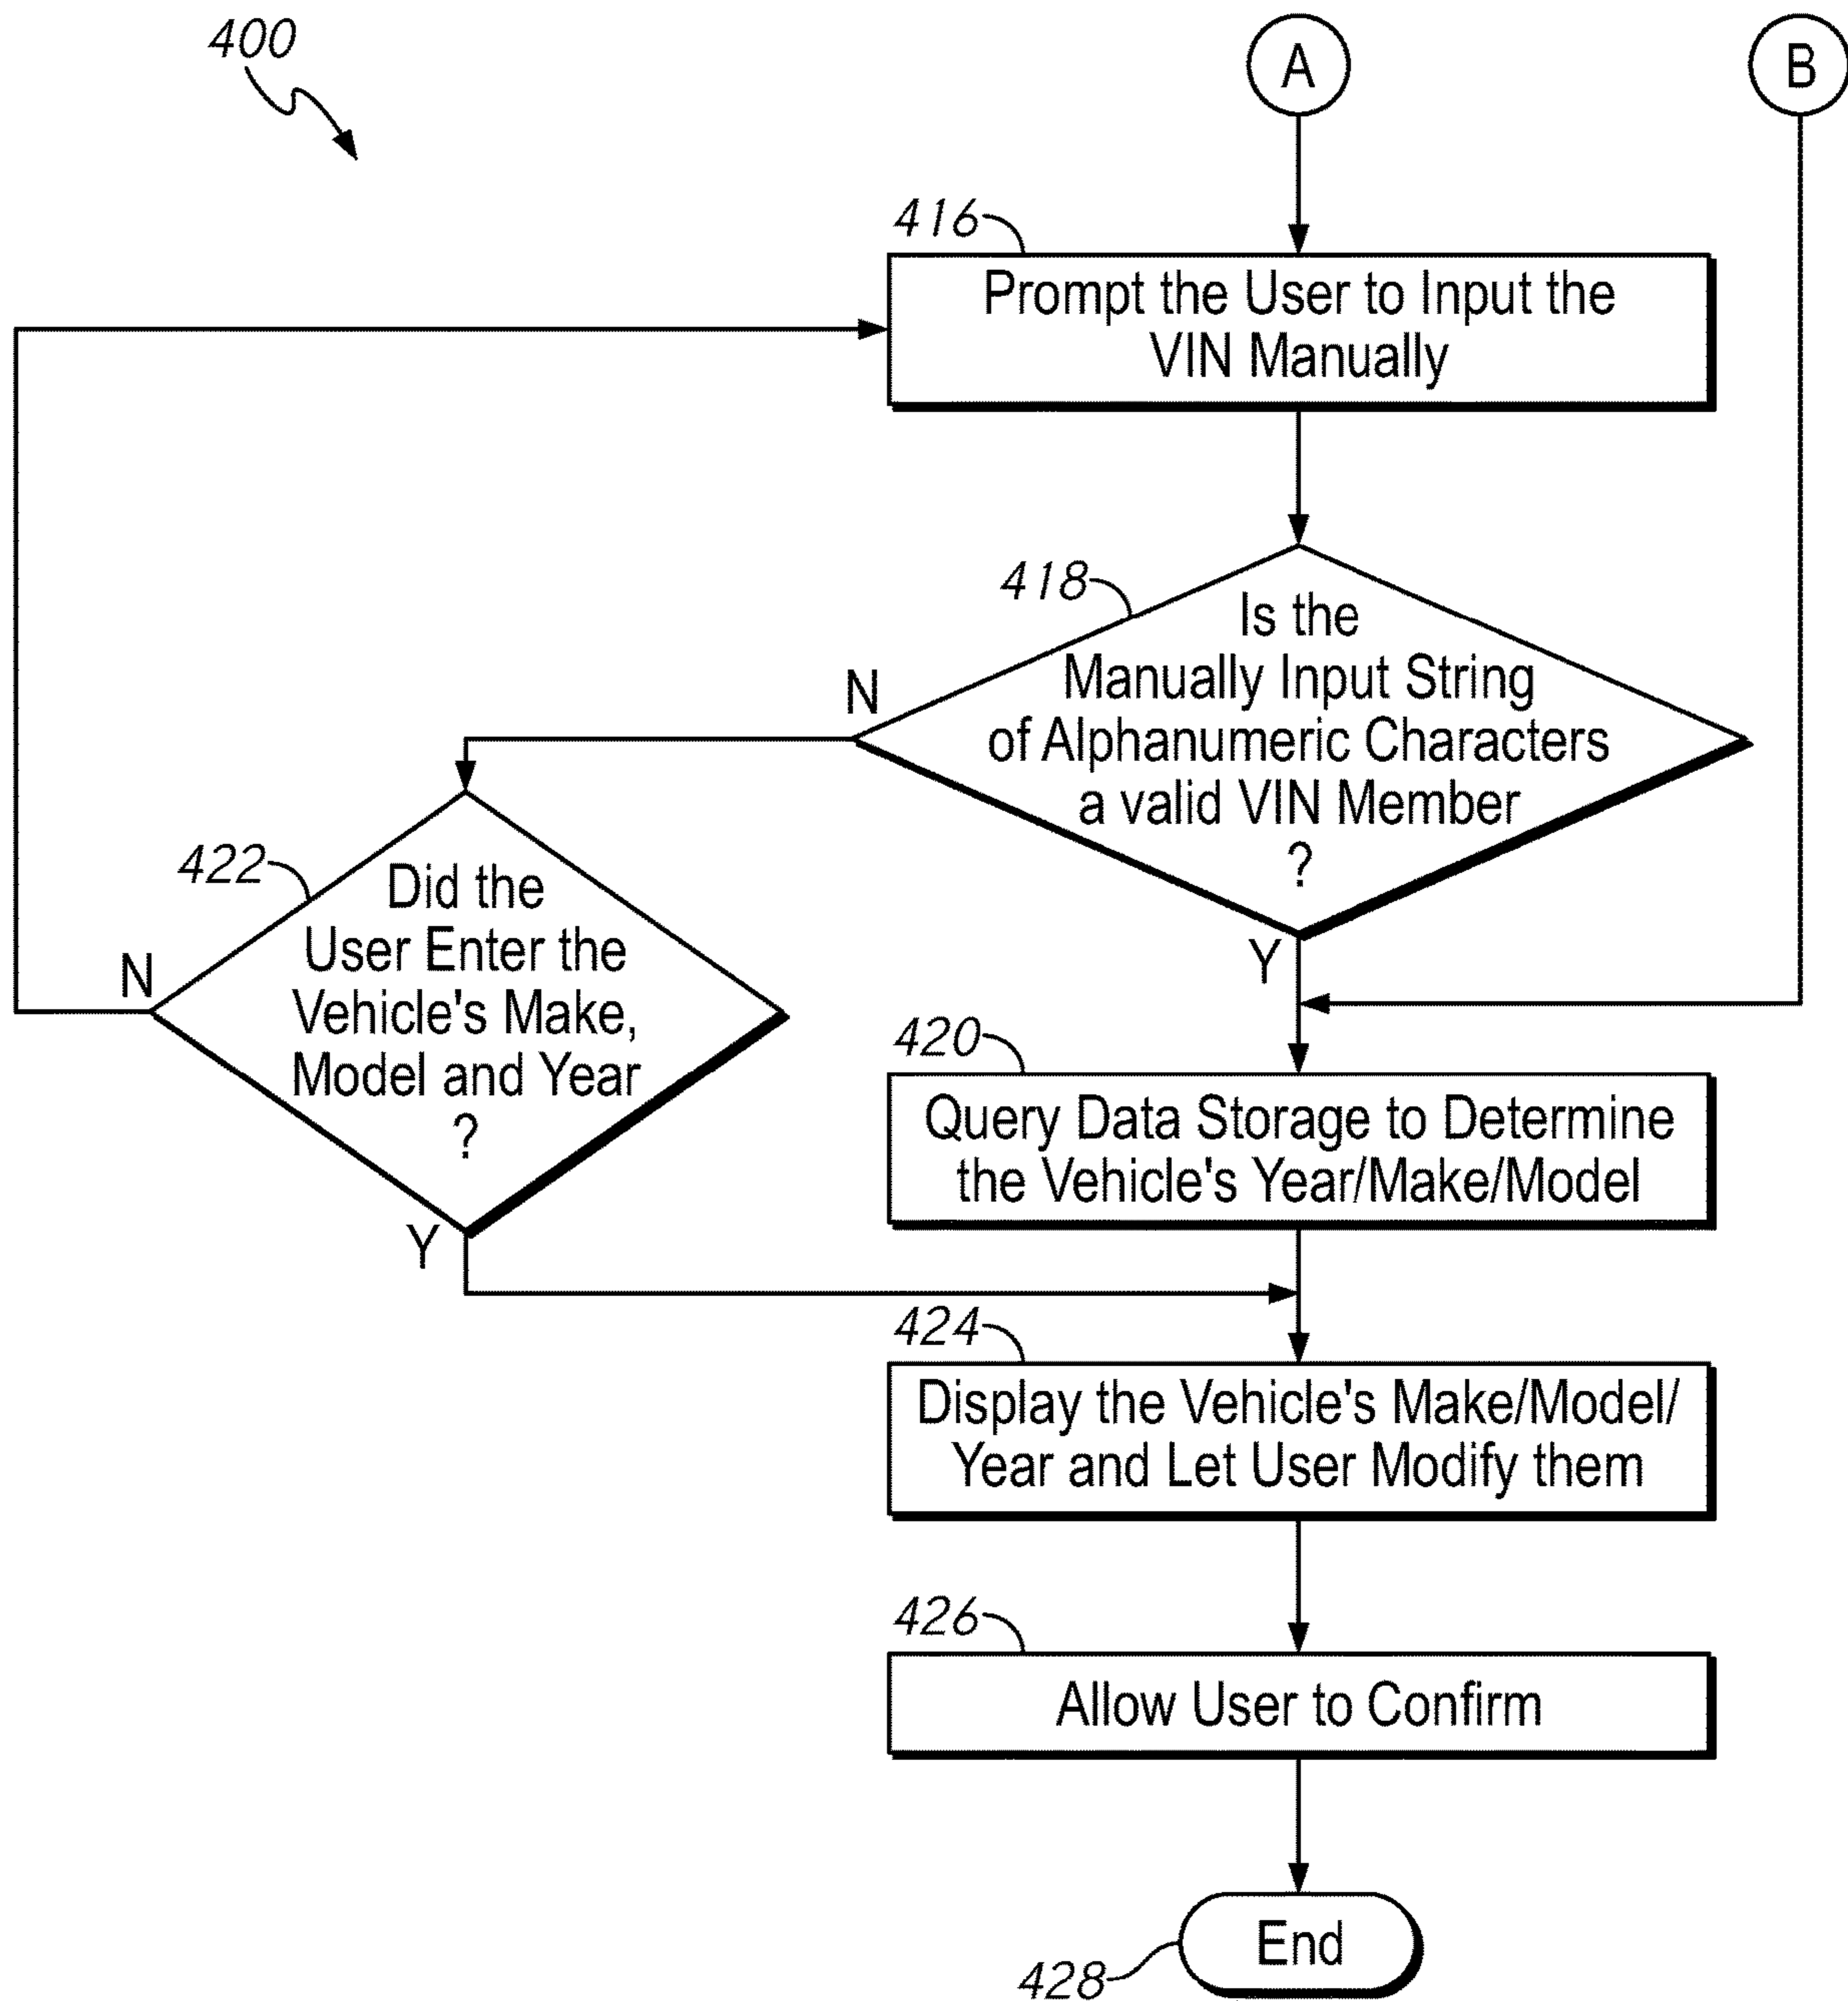 400
A
B
416
Prompt the User to Input the
VIN Manually
418
Is the
Manually Input String
of Alphanumeric Characters
a valid VIN Member
?
N
Y
422
Did the
User Enter the
Vehicle's Make,
Model and Year
?
N
Y
420
Query Data Storage to Determine
the Vehicle's Year/Make/Model
424
Display the Vehicle's Make/Model/
Year and Let User Modify them
426
Allow User to Confirm
End
428